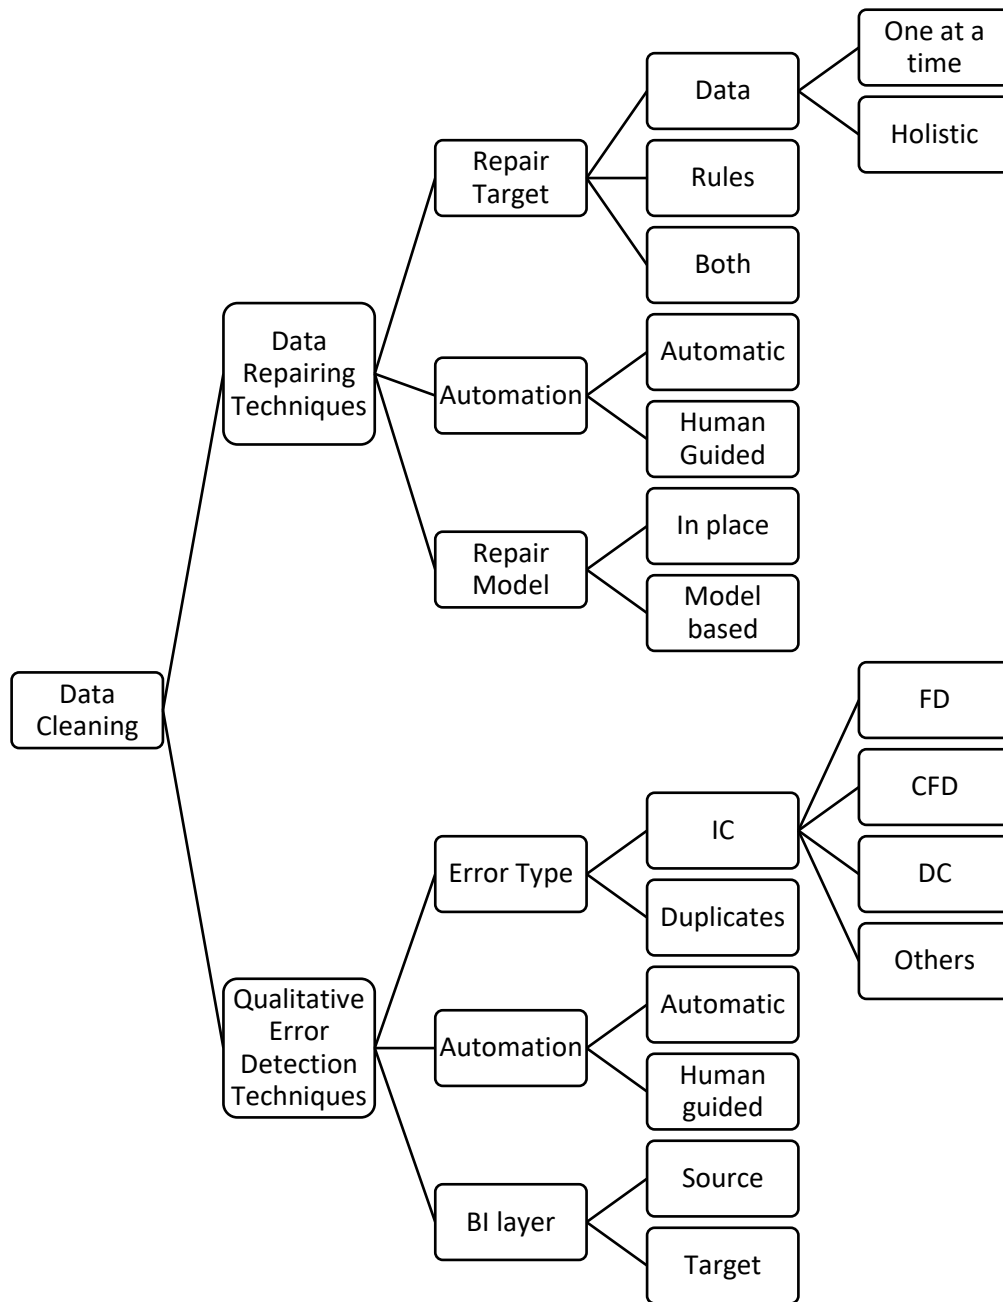 One at a
time
Data
Holistic
Repair
Target
Rules
Both
Data
Repairing
Techniques
Automatic
Automation
Human
Guided
In place
Repair
Model
Model
based
Data
Cleaning
FD
CFD
IC
DC
Error Type
Duplicates
Others
Qualitative
Error
Detection
Techniques
Automatic
Automation
Human
guided
Source
BI layer
Target